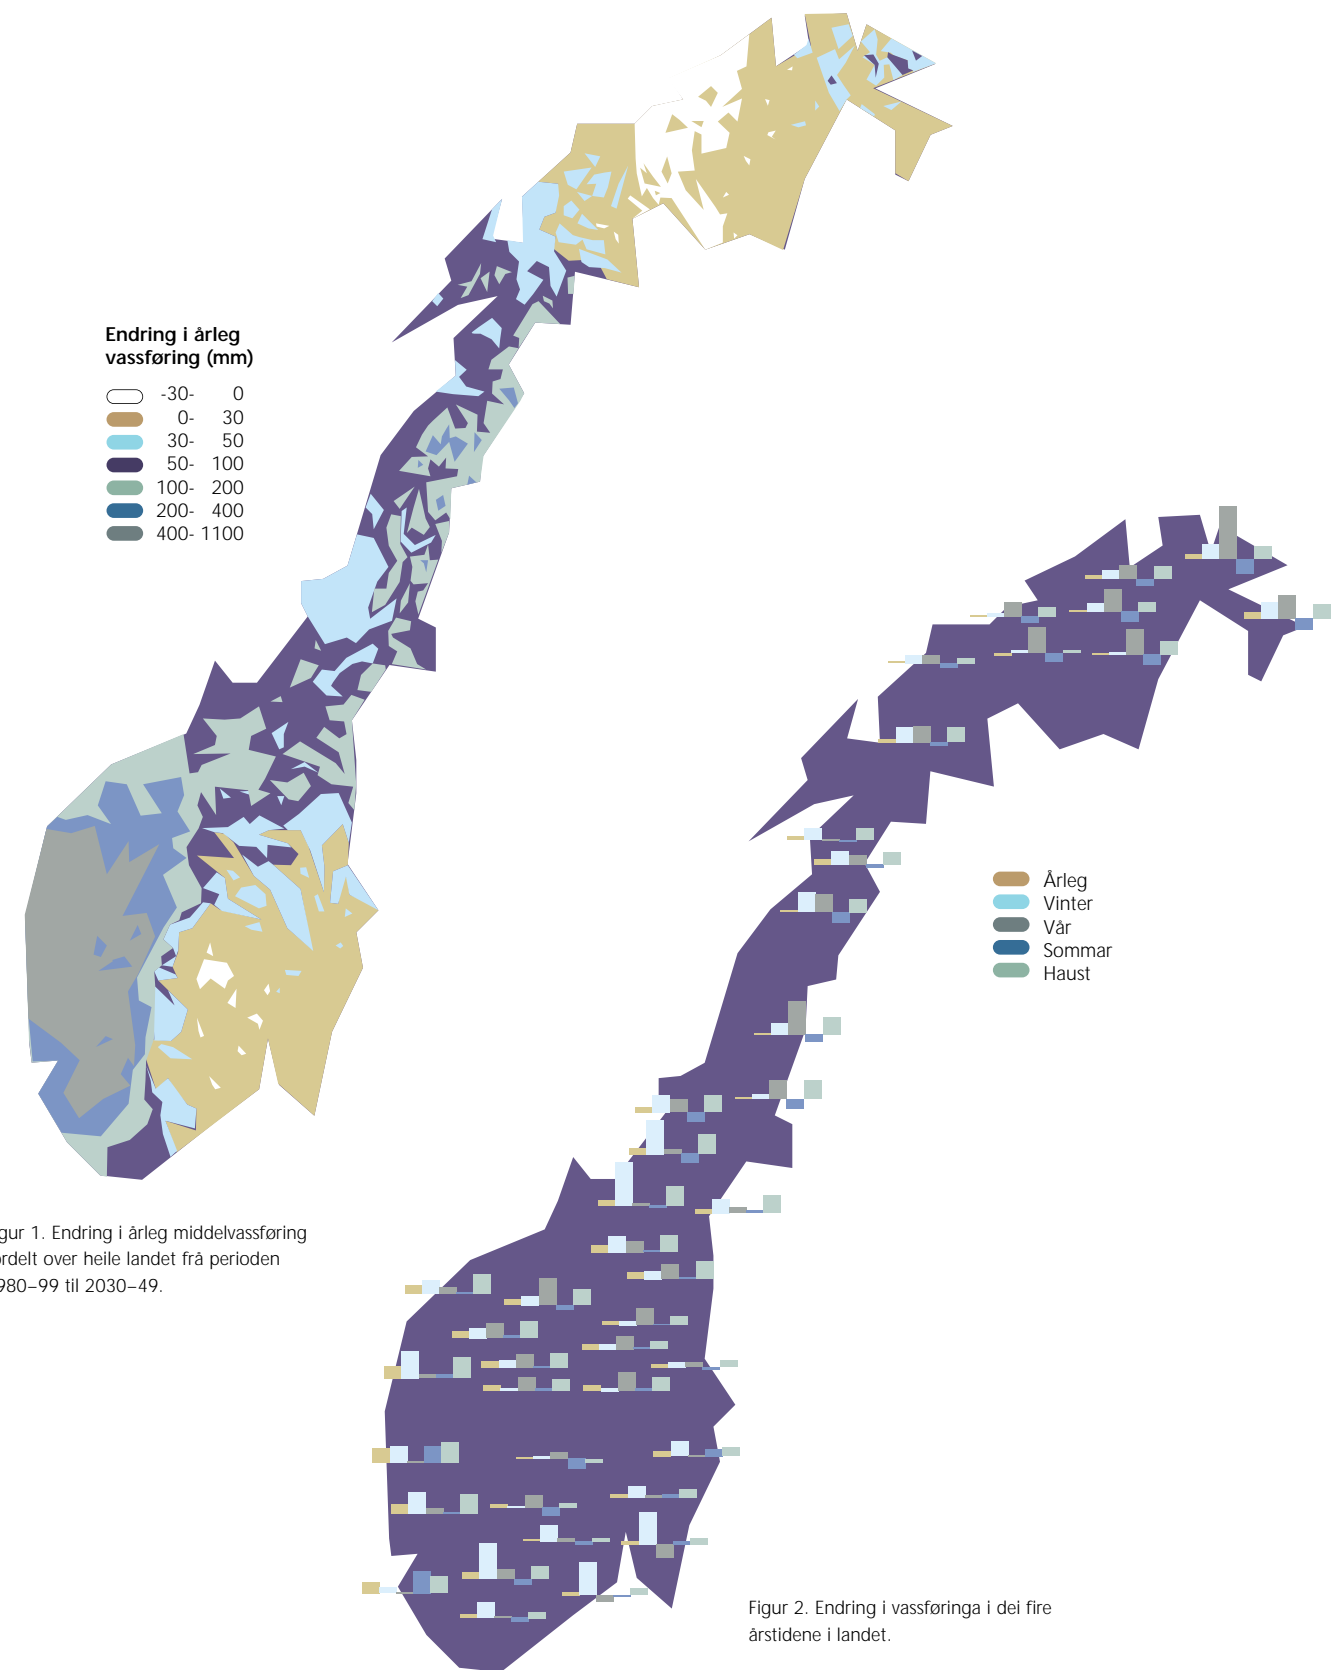 Endring i årleg
vassføring (mm)
-30- 0
0- 30
30- 50
50- 100
100- 200
200- 400
400- 1100
Årleg
Vinter
Vår
Sommar
Haust
gur 1. Endring i årleg middelvassføring
rdelt over heile landet frå perioden
980–99 til 2030–49.
Figur 2. Endring i vassføringa i dei fire
årstidene i landet.